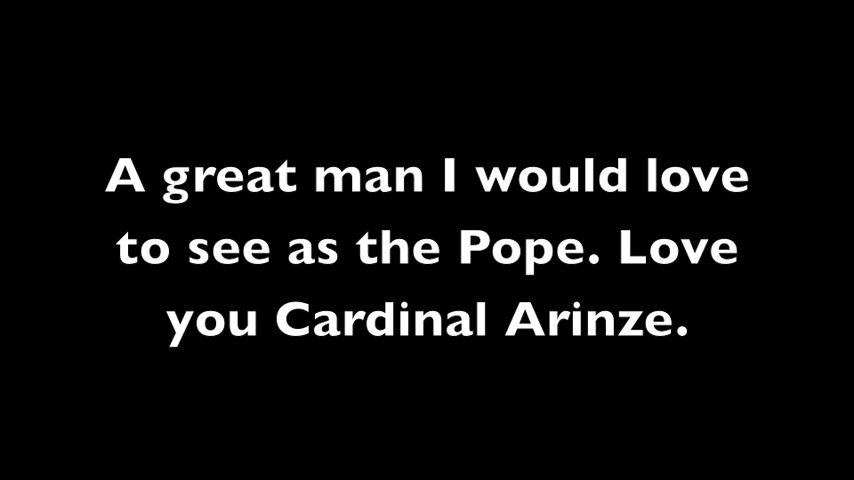 A great man I would love
to see as the Pope. Love
you Cardinal Arinze.